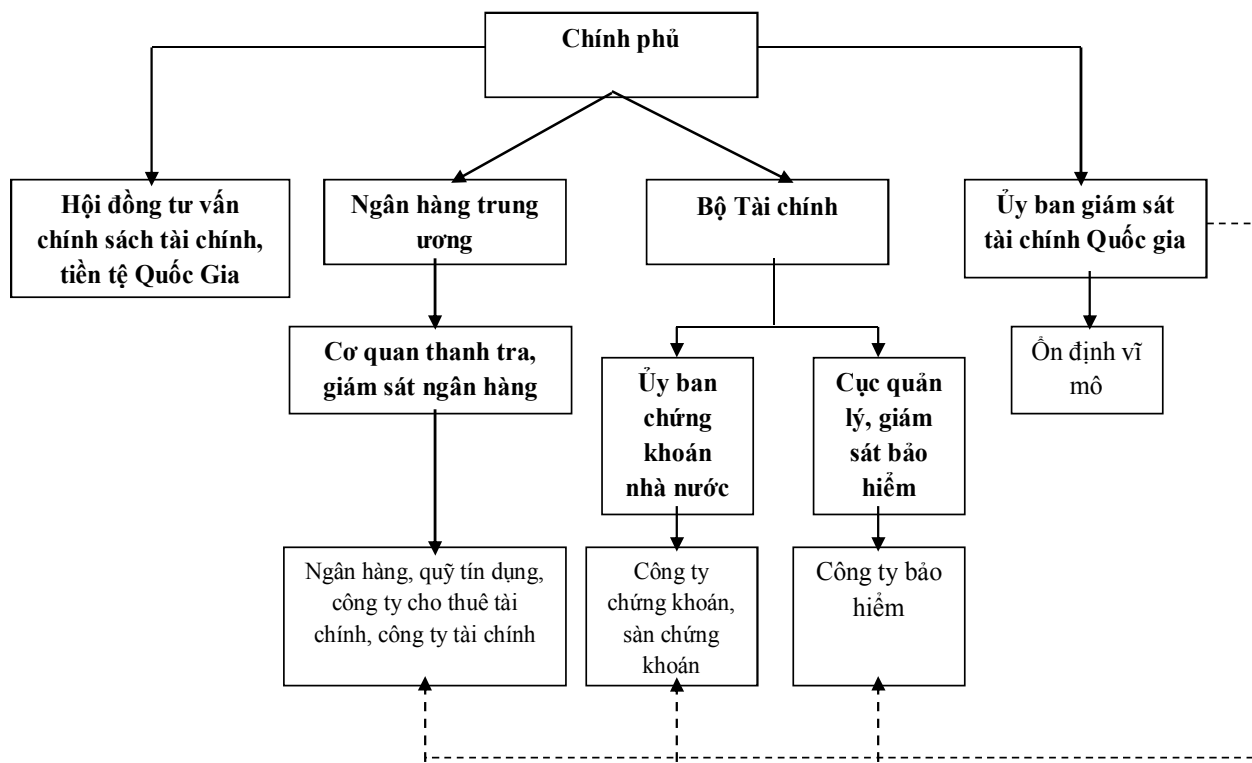 Chính phủ
Hội đồng tư vấn
chính sách tài chính,
tiền tệ Quốc Gia
Ngân hàng trung
ương
Bộ Tài chính
Ủy ban giám sát
tài chính Quốc gia
Cơ quan thanh tra,
giám sát ngân hàng
Ủy ban
chứng
khoán
nhà nước
Cục quản
lý, giám
sát bảo
hiểm
Ổn định vĩ
mô
Ngân hàng, quỹ tín dụng,
công ty cho thuê tài
chính, công ty tài chính
Công ty
chứng khoán,
sàn chứng
khoán
Công ty bảo
hiểm